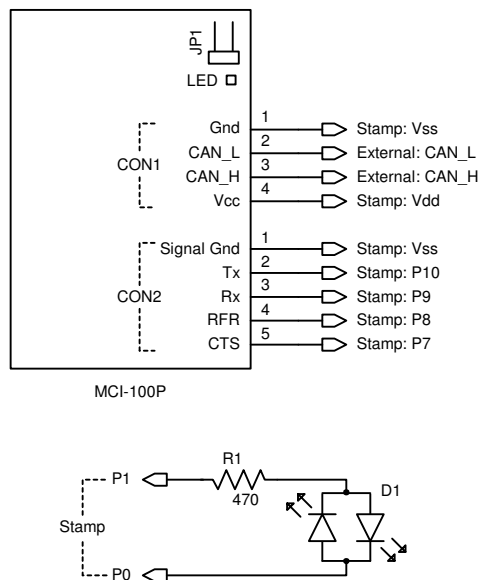 JP1
LED
CON1
Gnd 1 Stamp: Vss
CAN_L 2 External: CAN_L
CAN_H 3 External: CAN_H
Vcc 4 Stamp: Vdd
CON2
Signal Gnd 1 Stamp: Vss
Tx 2 Stamp: P10
Rx 3 Stamp: P9
RFR 4 Stamp: P8
CTS 5 Stamp: P7
MCI-100P
R1
P1
470
D1
Stamp
P0